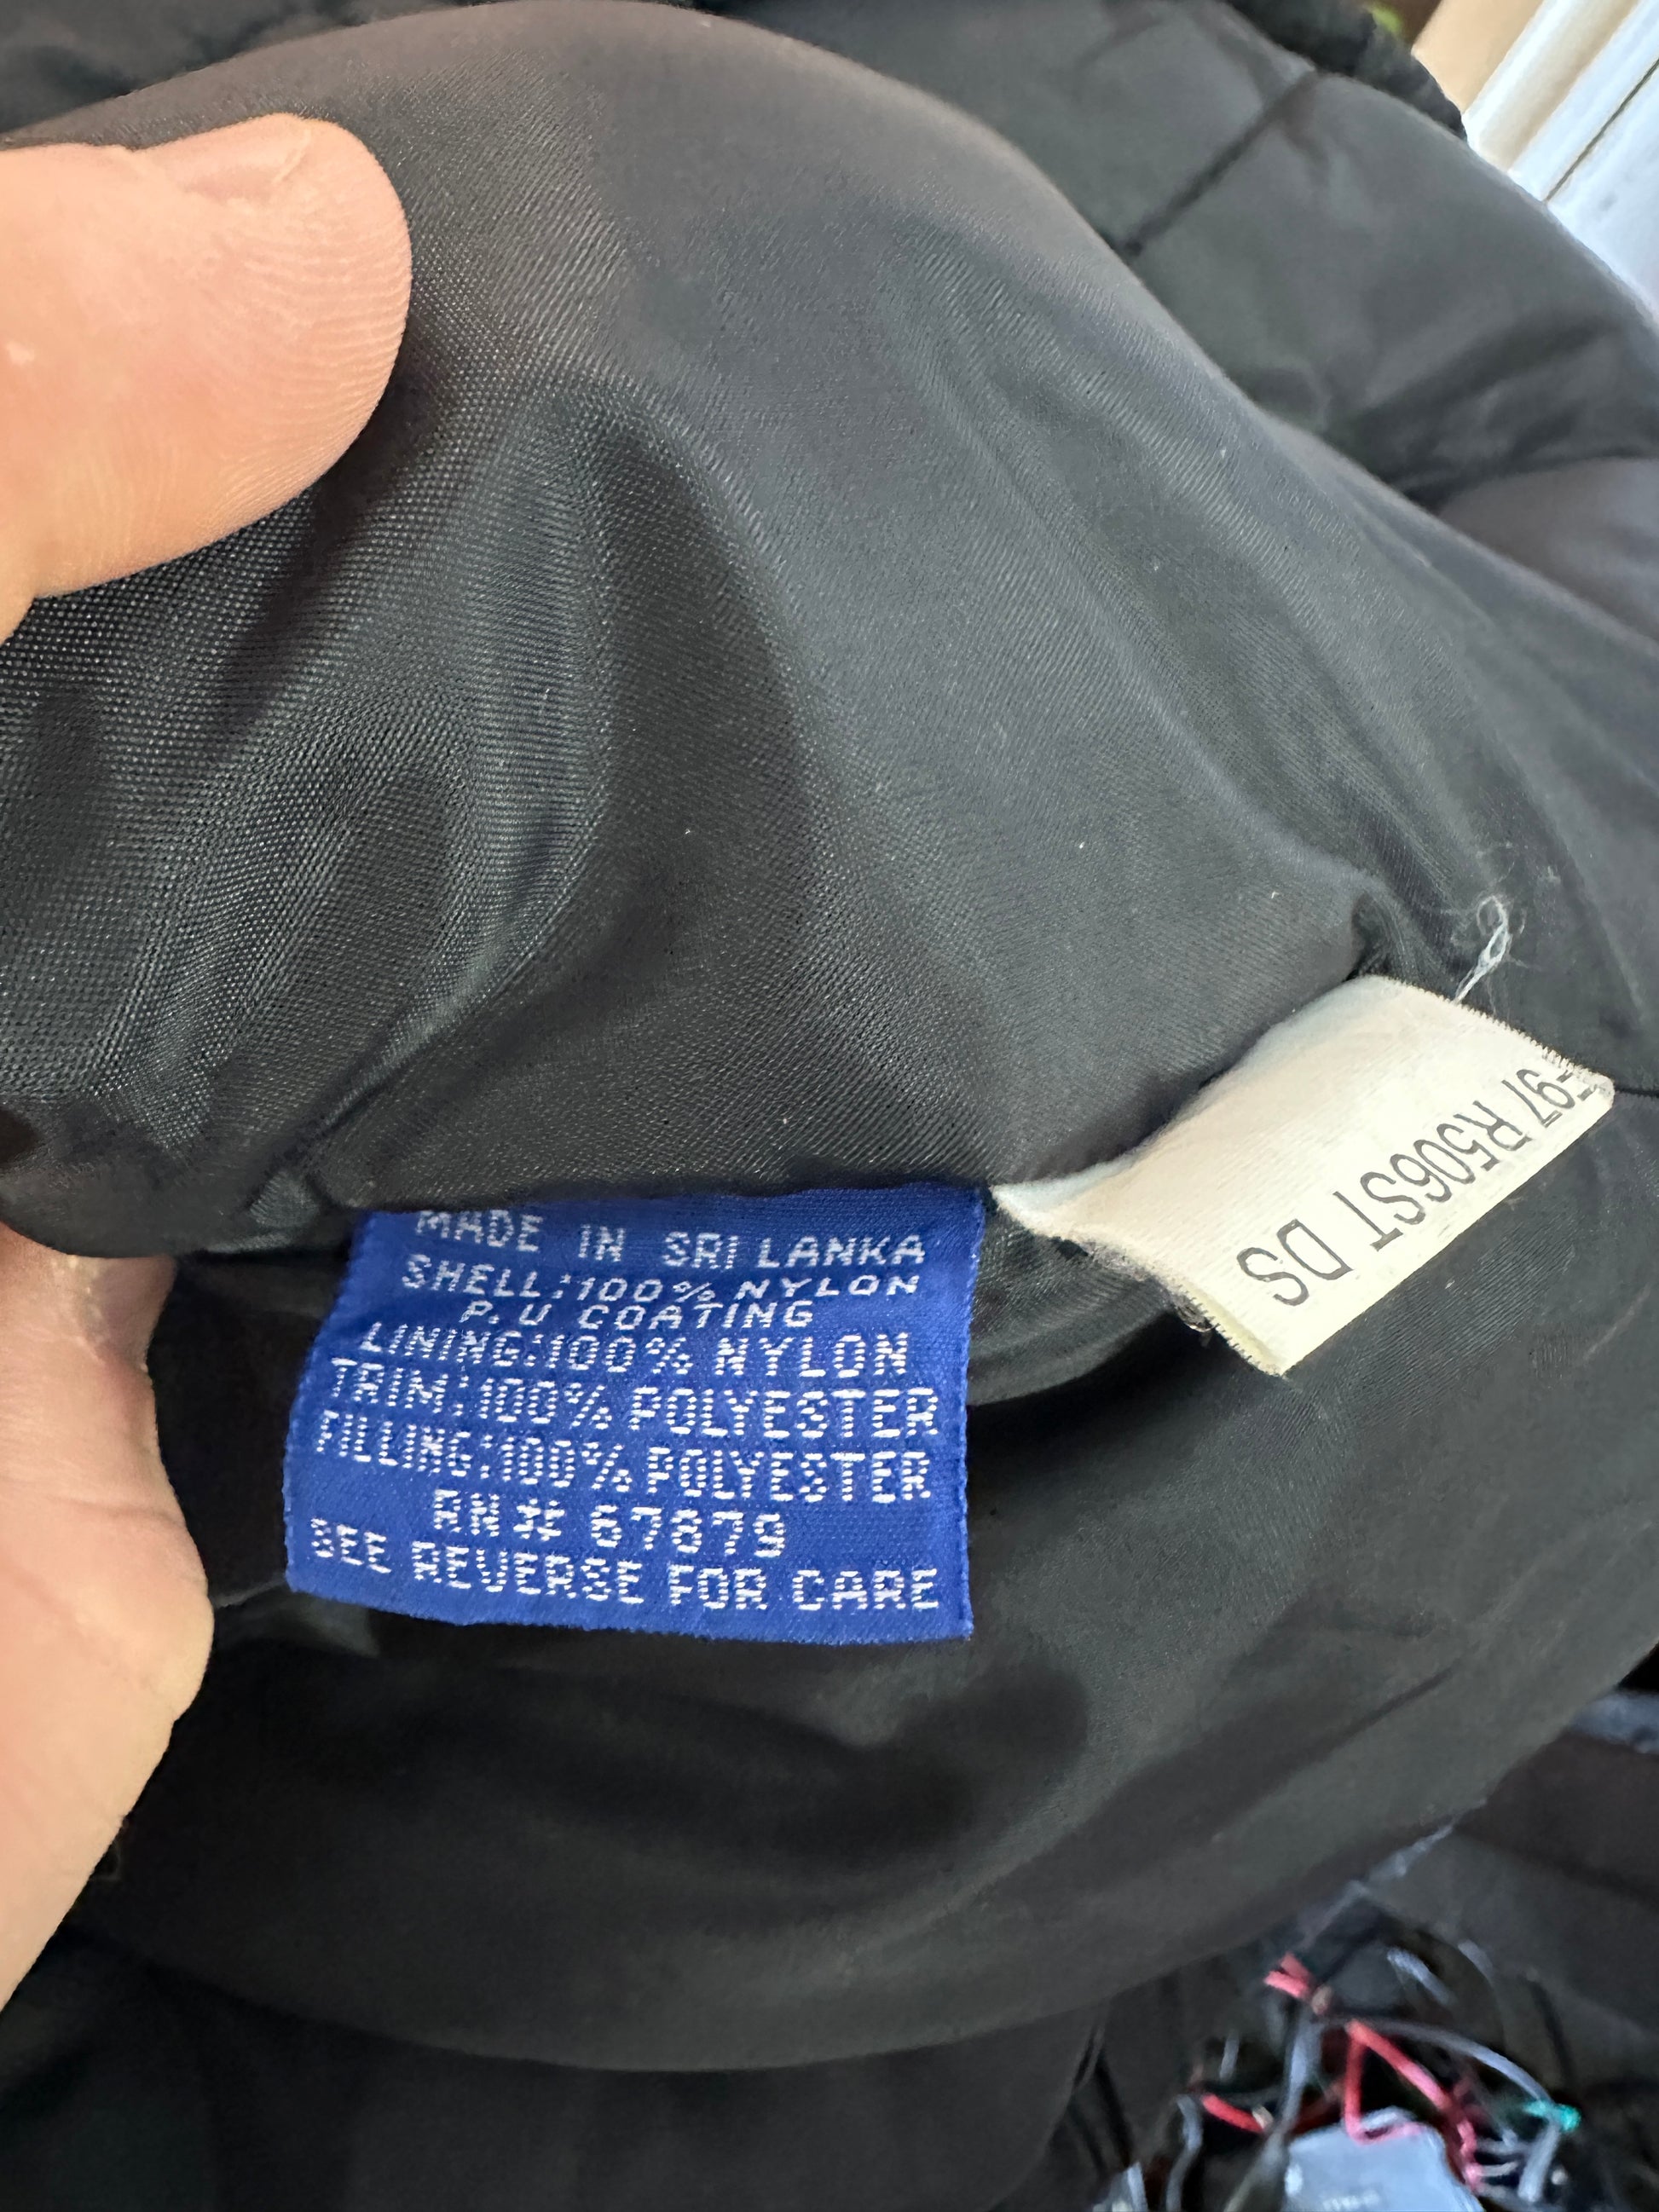 MADE IN SRI LANKA
SHELL:100% NYLON
P.U COATING
LINING:100% NYLON
TRIM:100% POLYESTER
FILLING:100% POLYESTER
RN# 67879
SEE REVERSE FOR CARE
-97 R506ST DS